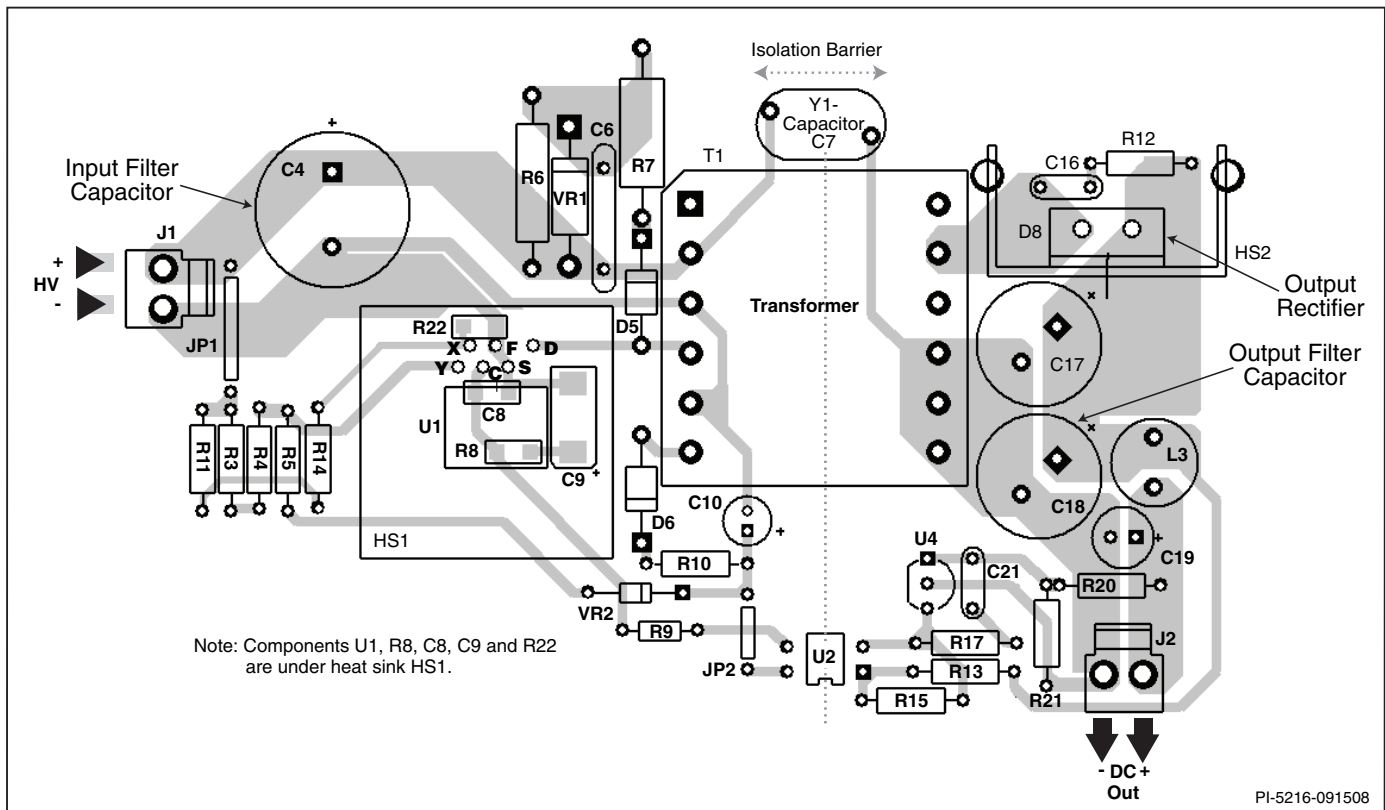 Isolation Barrier
Y1-
Capacitor
C7
+
C4
Input Filter
Capacitor
R6
VR1
C6
R7
T1
R12
C16
D8
HS2
J1
+
HV
-
JP1
Transformer
Output
Rectifier
R22
D5
X
F
D
Y
C
S
C8
U1
R8
C9
+
C17
Output Filter
Capacitor
R11
R3
R4
R5
R14
HS1
D6
C10
+
C18
L3
C19
+
R10
VR2
R9
JP2
U2
U4
C21
R20
R17
R13
R15
R21
J2
Note: Components U1, R8, C8, C9 and R22
are under heat sink HS1.
- DC +
Out
PI-5216-091508